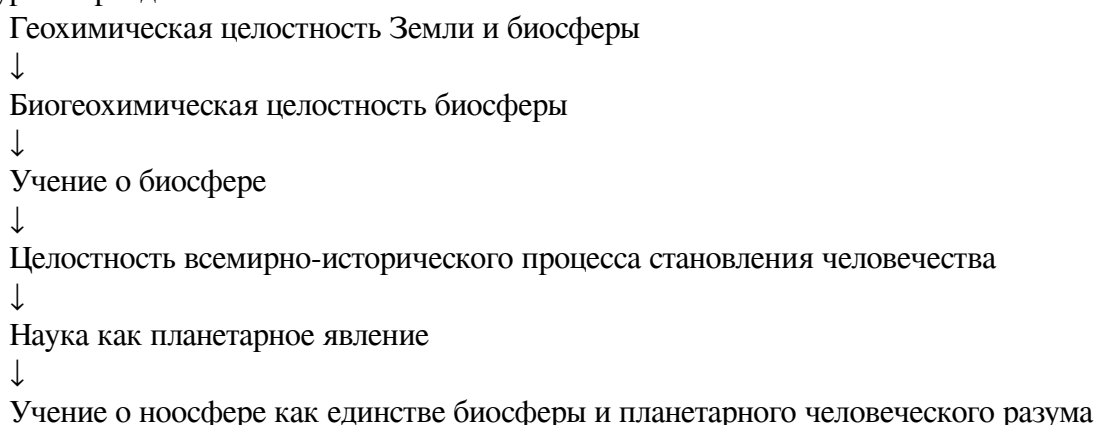 Геохимическая целостность Земли и биосферы
↓
Биогеохимическая целостность биосферы
↓
Учение о биосфере
↓
Целостность всемирно-исторического процесса становления человечества
↓
Наука как планетарное явление
↓
Учение о ноосфере как единстве биосферы и планетарного человеческого разума